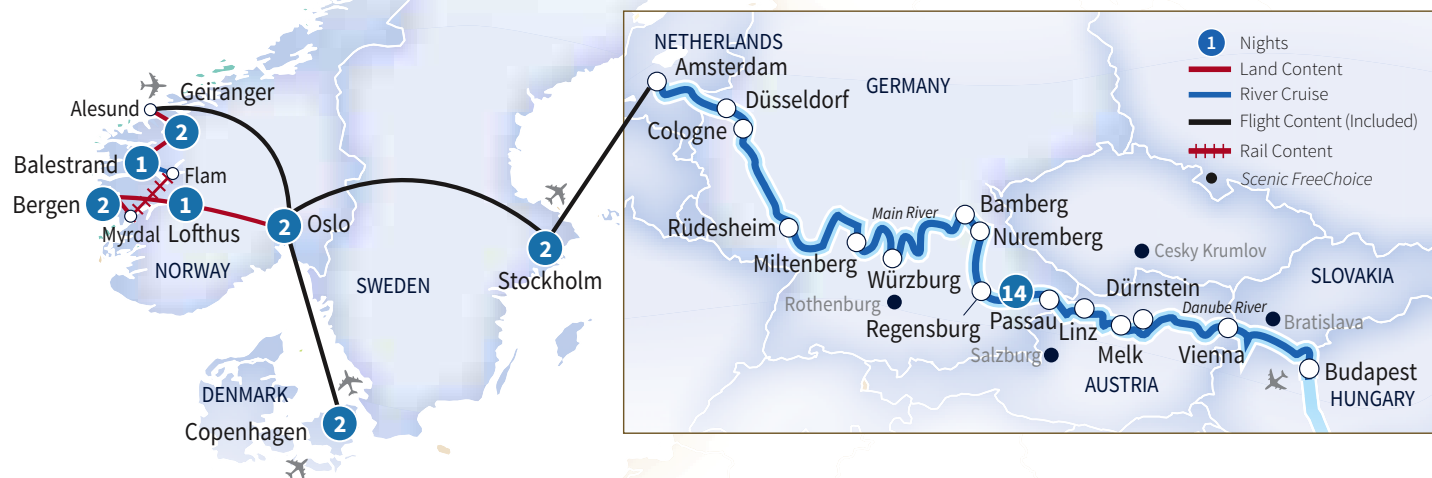 Geiranger
Alesund
2
Balestrand
1
Flam
Bergen
2
1
Myrdal
Lofthus
2
Oslo
NORWAY
SWEDEN
2
Stockholm
DENMARK
Copenhagen
2
NETHERLANDS
Amsterdam
GERMANY
Düsseldorf
Cologne
Rüdesheim
Miltenberg
Main River
Würzburg
Bamberg
Nuremberg
Rothenburg
Regensburg
14
Passau
Linz
Salzburg
Melk
Dürnstein
Cesky Krumlov
Danube River
Vienna
AUSTRIA
SLOVAKIA
Bratislava
Budapest
HUNGARY
1 Nights
Land Content
River Cruise
Flight Content (Included)
Rail Content
Scenic FreeChoice